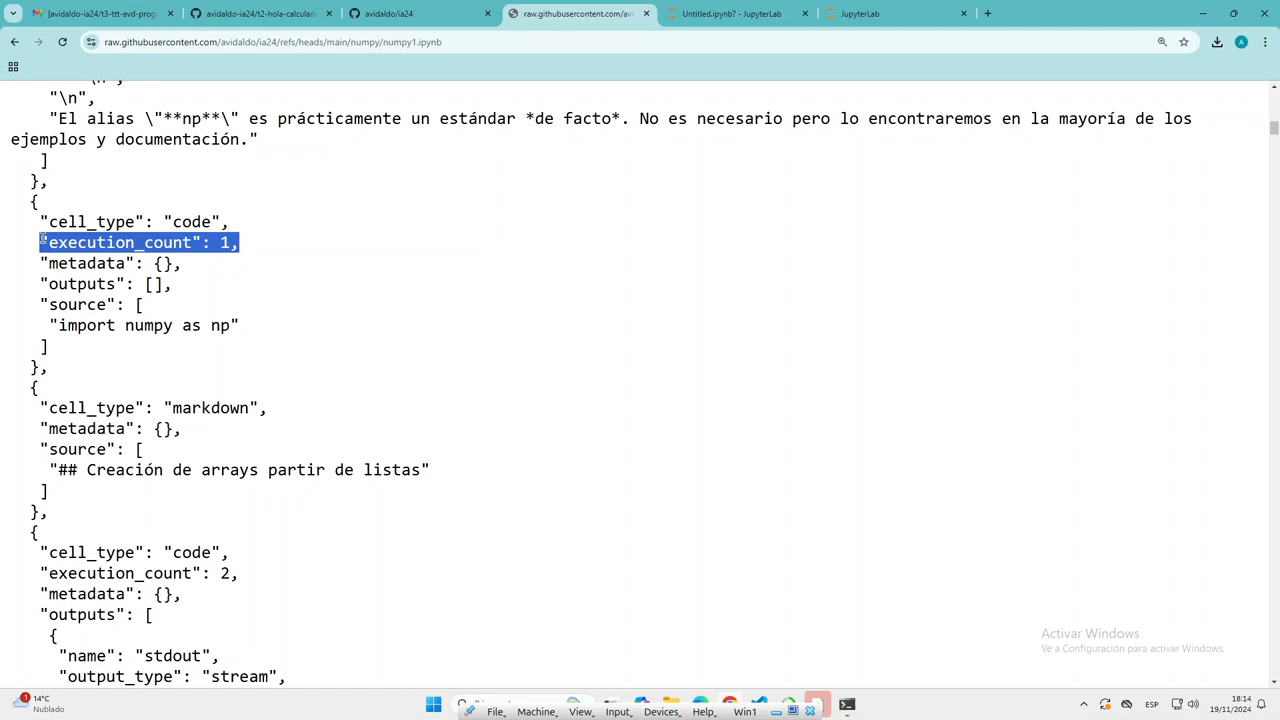 [avidaldo-ia24/t3-ttt-avd-prog
avidaldo-ia24/t2-hola-calculad
avidaldo/ia24
raw.githubusercontent.com/avi
Untitled.ipynb? - JupyterLab
JupyterLab
raw.githubusercontent.com/avidaldo/ia24/refs/heads/main/numpy/numpy1.ipynb
"\n",
"El alias \"**np**\" es prácticamente un estándar *de facto*. No es necesario pero lo encontraremos en la mayoría de los
ejemplos y documentación."
]
},
{
"cell_type": "code",
"execution_count": 1,
"metadata": {},
"outputs": [],
"source": [
"import numpy as np"
]
},
{
"cell_type": "markdown",
"metadata": {},
"source": [
"## Creación de arrays partir de listas"
]
},
{
"cell_type": "code",
"execution_count": 2,
"metadata": {},
"outputs": [
{
"name": "stdout",
"output_type": "stream",
Activar Windows
Ve a Configuración para activar Windows.
1
14°C
Nublado
File Machine View Input Devices Help Win1
ESP
18:14
19/11/2024